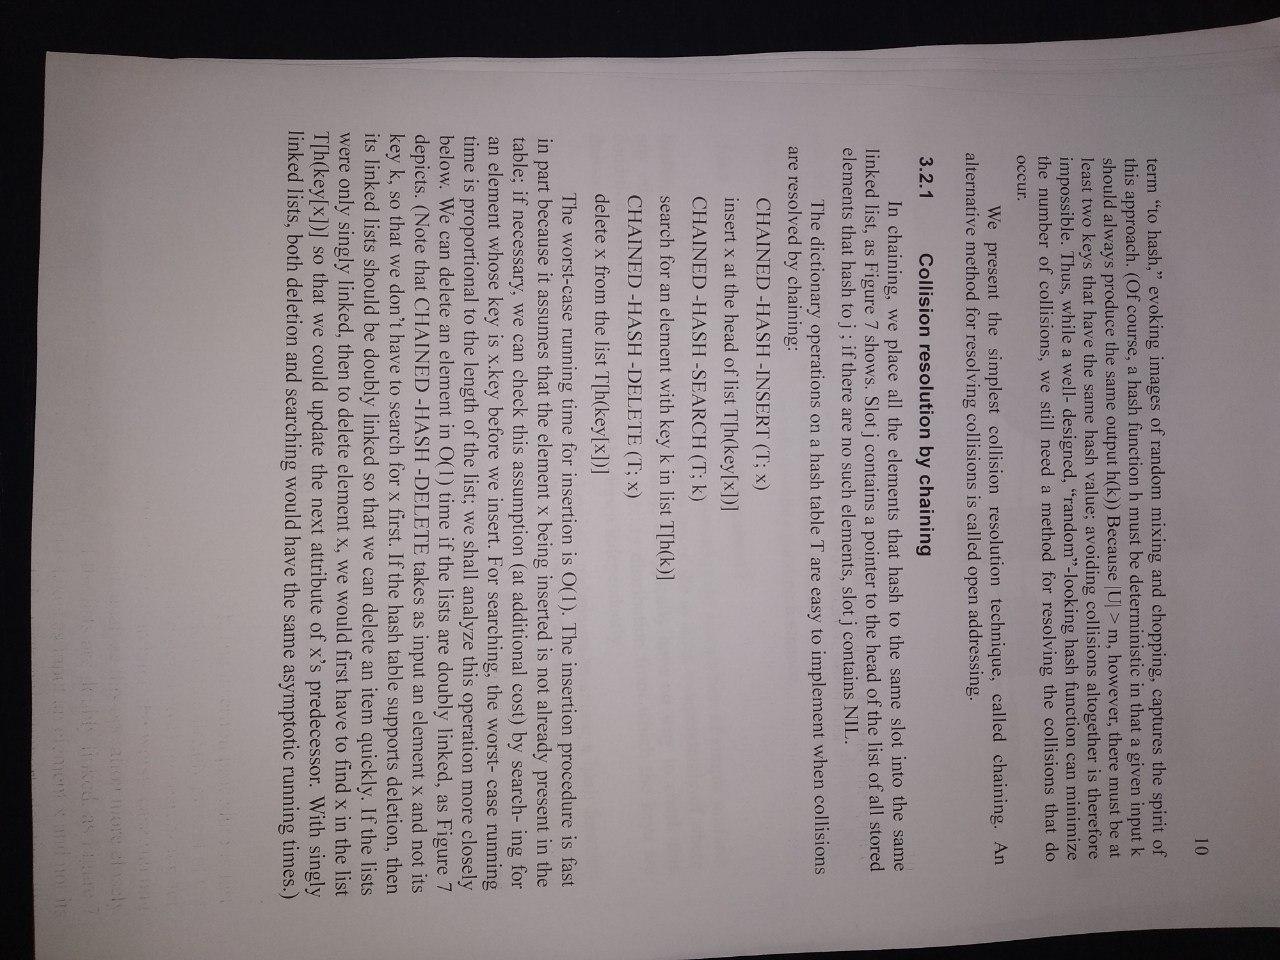 10
term “to hash,” evoking images of random mixing and chopping, captures the spirit of
this approach. (Of course, a hash function h must be deterministic in that a given input k
should always produce the same output h(k)) Because |U| > m, however, there must be at
least two keys that have the same hash value; avoiding collisions altogether is therefore
impossible. Thus, while a well- designed, “random”-looking hash function can minimize
the number of collisions, we still need a method for resolving the collisions that do
occur.
We present the simplest collision resolution technique, called chaining. An
alternative method for resolving collisions is called open addressing.
3.2.1 Collision resolution by chaining
In chaining, we place all the elements that hash to the same slot into the same
linked list, as Figure 7 shows. Slot j contains a pointer to the head of the list of all stored
elements that hash to j ; if there are no such elements, slot j contains NIL.
The dictionary operations on a hash table T are easy to implement when collisions
are resolved by chaining:
CHAINED -HASH -INSERT (T; x)
insert x at the head of list T[h(key[x])]
CHAINED -HASH -SEARCH (T; k)
search for an element with key k in list T[h(k)]
CHAINED -HASH -DELETE (T; x)
delete x from the list T[h(key[x])]
The worst-case running time for insertion is O(1). The insertion procedure is fast
in part because it assumes that the element x being inserted is not already present in the
table; if necessary, we can check this assumption (at additional cost) by search- ing for
an element whose key is x.key before we insert. For searching, the worst- case running
time is proportional to the length of the list; we shall analyze this operation more closely
below. We can delete an element in O(1) time if the lists are doubly linked, as Figure 7
depicts. (Note that CHAINED -HASH -DELETE takes as input an element x and not its
key k, so that we don’t have to search for x first. If the hash table supports deletion, then
its linked lists should be doubly linked so that we can delete an item quickly. If the lists
were only singly linked, then to delete element x, we would first have to find x in the list
T[h(key[x])] so that we could update the next attribute of x’s predecessor. With singly
linked lists, both deletion and searching would have the same asymptotic running times.)